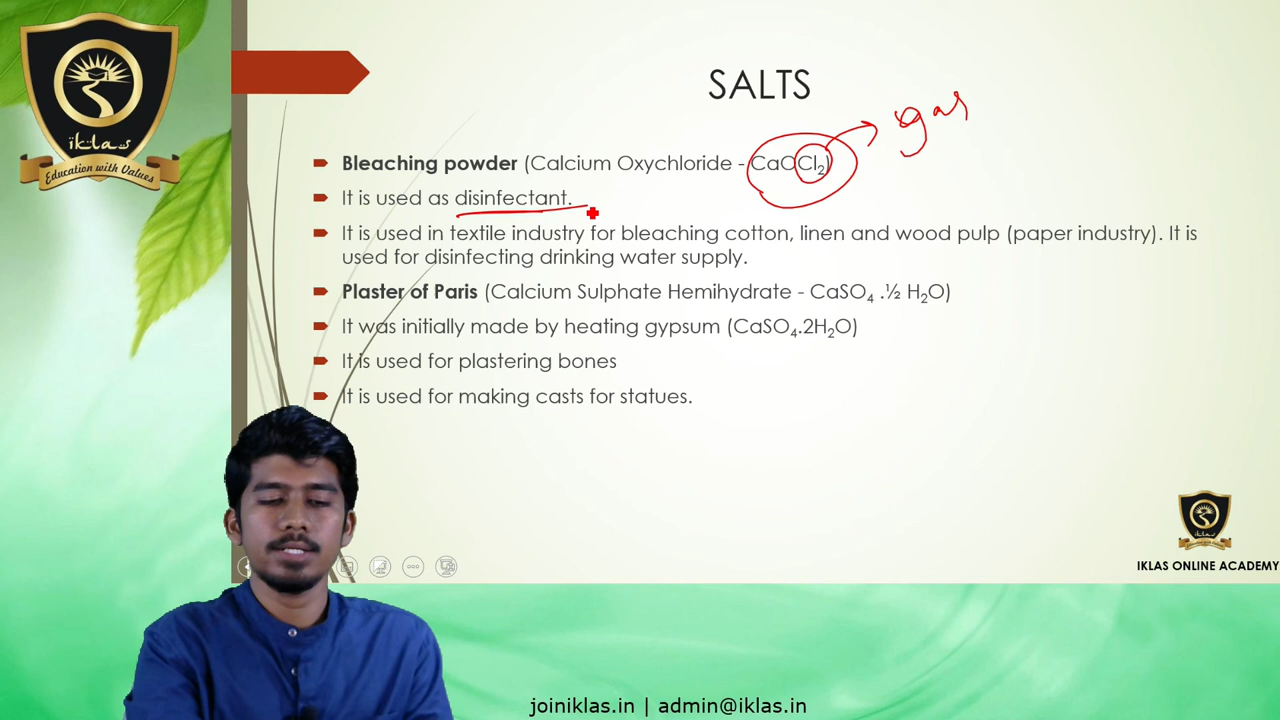 iklas
Education with Values
SALTS
gas
Bleaching powder (Calcium Oxychloride - CaOCl₂)
It is used as disinfectant.
It is used in textile industry for bleaching cotton, linen and wood pulp (paper industry). It is
used for disinfecting drinking water supply.
Plaster of Paris (Calcium Sulphate Hemihydrate - CaSO₄ .½ H₂O)
It was initially made by heating gypsum (CaSO₄.2H₂O)
It is used for plastering bones
It is used for making casts for statues.
iklas
IKLAS ONLINE ACADEMY
joiniklas.in | admin@iklas.in